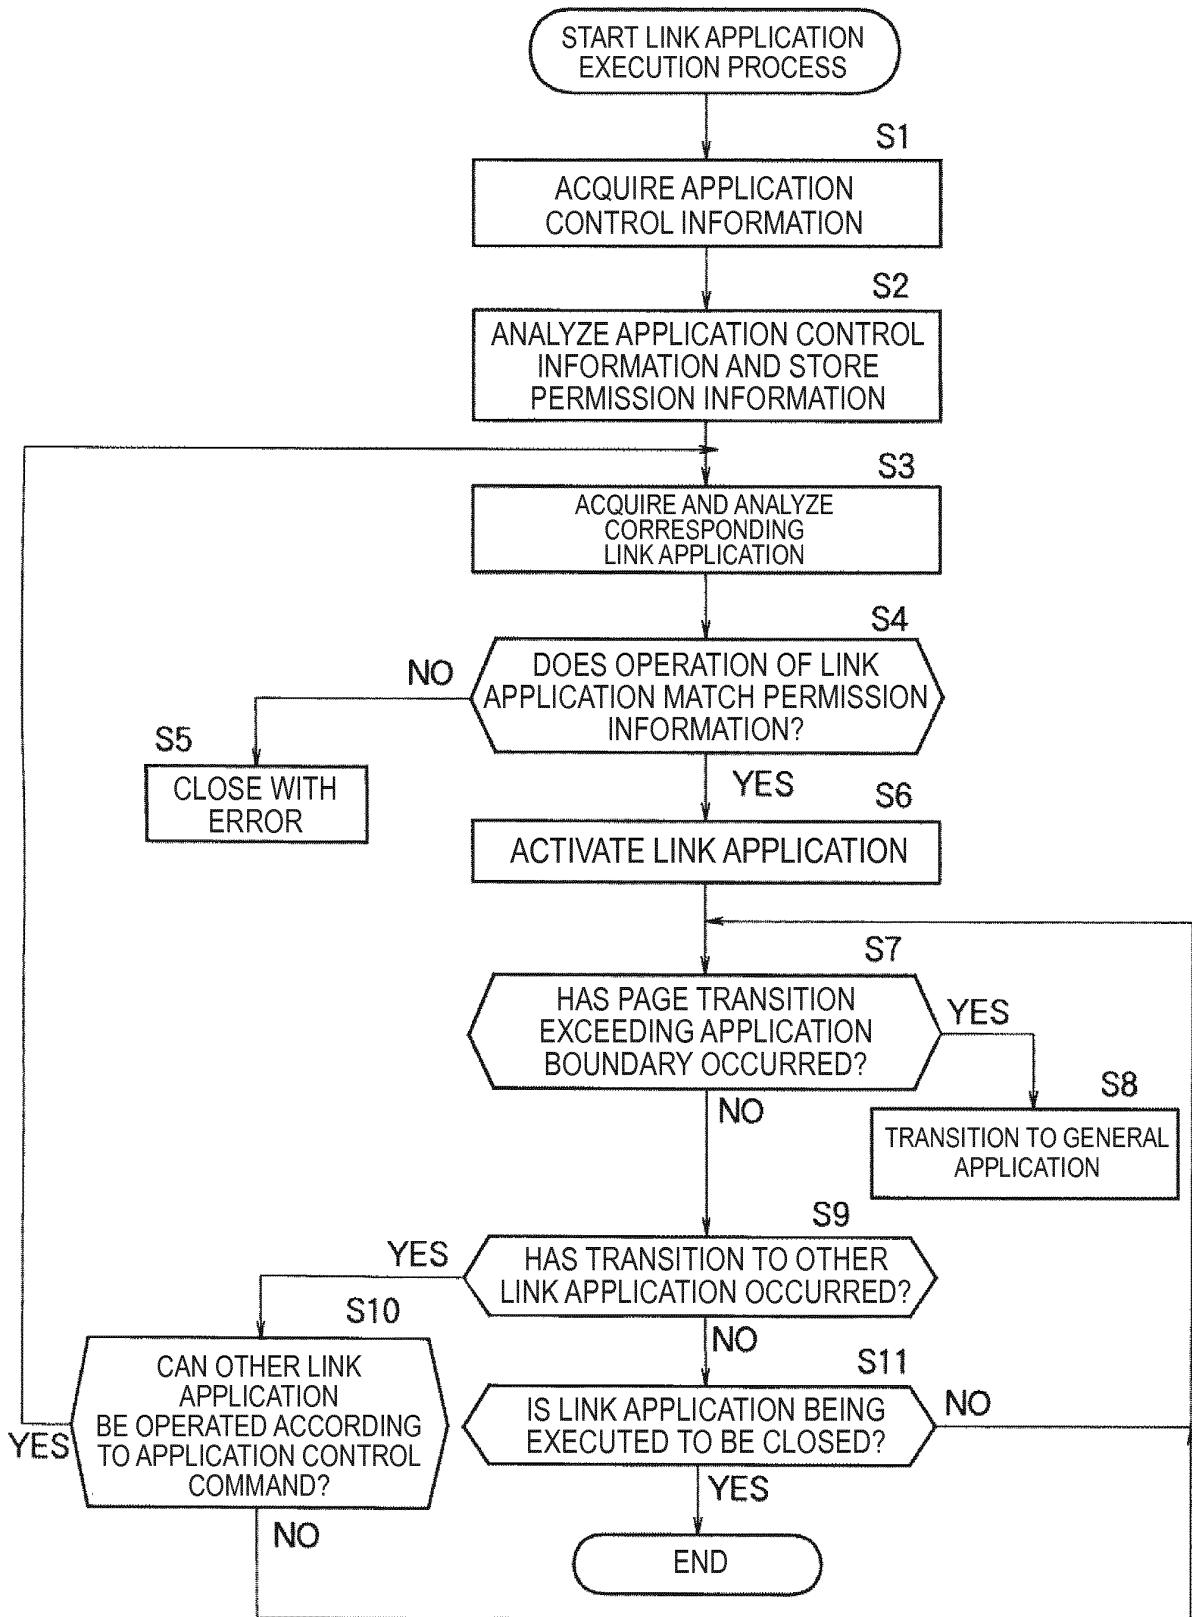 START LINK APPLICATION
EXECUTION PROCESS
S1
ACQUIRE APPLICATION
CONTROL INFORMATION
S2
ANALYZE APPLICATION CONTROL
INFORMATION AND STORE
PERMISSION INFORMATION
S3
ACQUIRE AND ANALYZE
CORRESPONDING
LINK APPLICATION
S4
DOES OPERATION OF LINK
APPLICATION MATCH PERMISSION
INFORMATION?
NO
S5
CLOSE WITH
ERROR
YES
S6
ACTIVATE LINK APPLICATION
S7
HAS PAGE TRANSITION
EXCEEDING APPLICATION
BOUNDARY OCCURRED?
YES
S8
TRANSITION TO GENERAL
APPLICATION
NO
S9
HAS TRANSITION TO OTHER
LINK APPLICATION OCCURRED?
YES
S10
CAN OTHER LINK
APPLICATION
BE OPERATED ACCORDING
TO APPLICATION CONTROL
COMMAND?
YES
NO
NO
S11
IS LINK APPLICATION BEING
EXECUTED TO BE CLOSED?
NO
YES
END